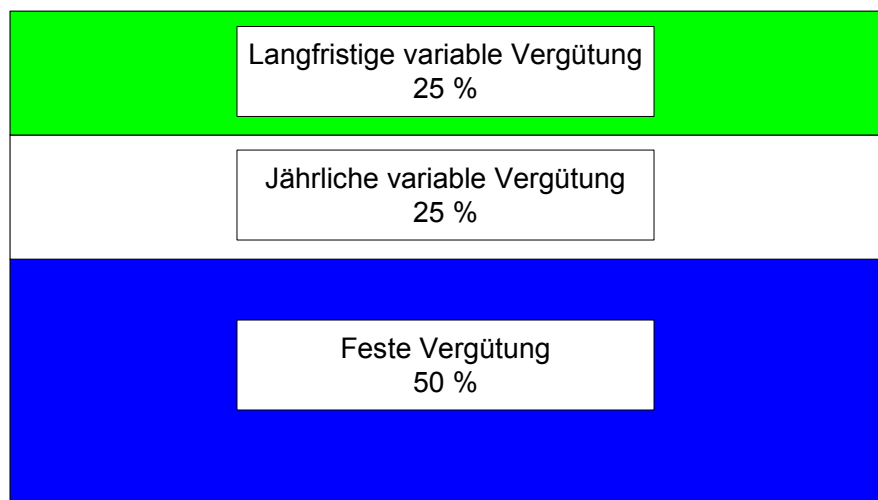 Langfristige variable Vergütung
25 %
Jährliche variable Vergütung
25 %
Feste Vergütung
50 %